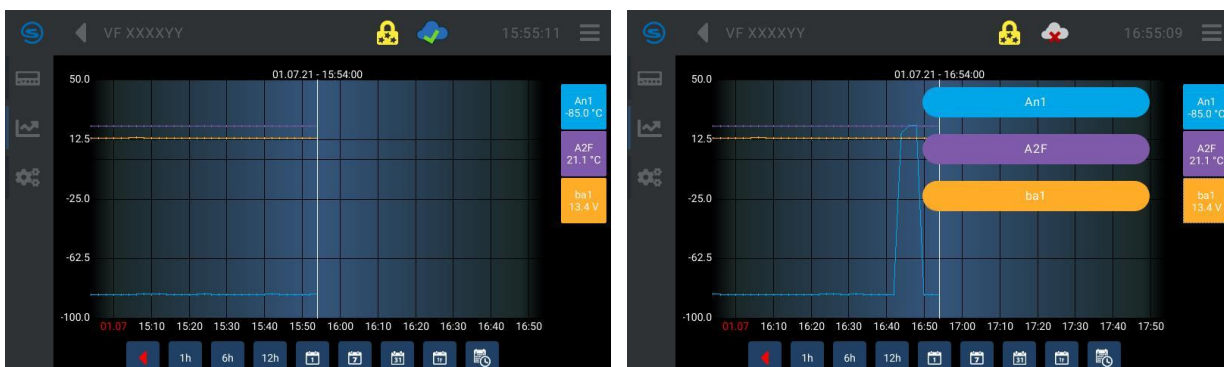 VF XXXXYY
15:55:11
01.07.21 - 15:54:00
50.0
12.5
-25.0
-62.5
-100.0
An1
-85.0 °C
A2F
21.1 °C
ba1
13.4 V
01.07 15:10 15:20 15:30 15:40 15:50 16:00 16:10 16:20 16:30 16:40 16:50
1h 6h 12h 1 7 31
VF XXXXYY
16:55:09
01.07.21 - 16:54:00
50.0
12.5
-25.0
-62.5
-100.0
An1
A2F
ba1
An1
-85.0 °C
A2F
21.1 °C
ba1
13.4 V
01.07 16:10 16:20 16:30 16:40 16:50 17:00 17:10 17:20 17:30 17:40 17:50
1h 6h 12h 1 7 31